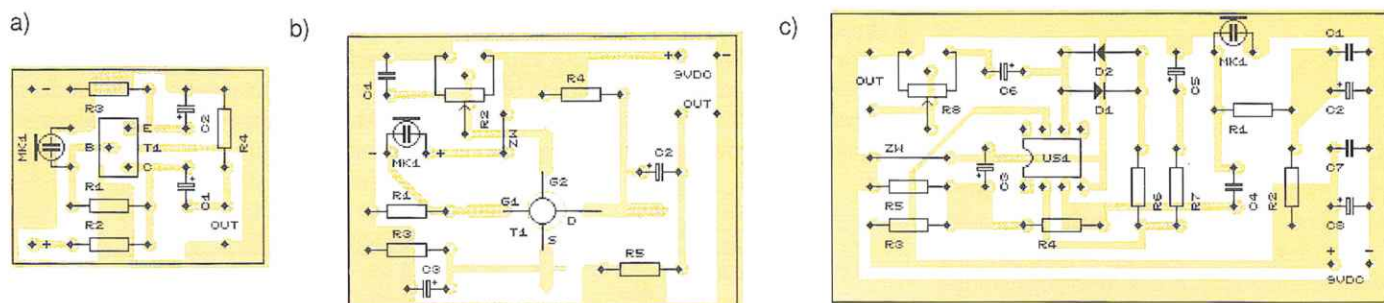 a)
-
R3
E
C2
R4
MK1
B
T1
C
R1
C1
R2
+
OUT
b)
C1
R2
R4
+
-
9VDC
OUT
-
MK1
+
ZW
C2
G2
R1
G1
D
T1
S
R3
C3
+
R5
c)
MK1
C1
OUT
R8
+
C6
D2
D1
+
C5
R1
+
C2
ZW
US1
C7
R5
C3
+
R6
R7
C4
R2
R3
R4
+
C8
+
-
9VDC